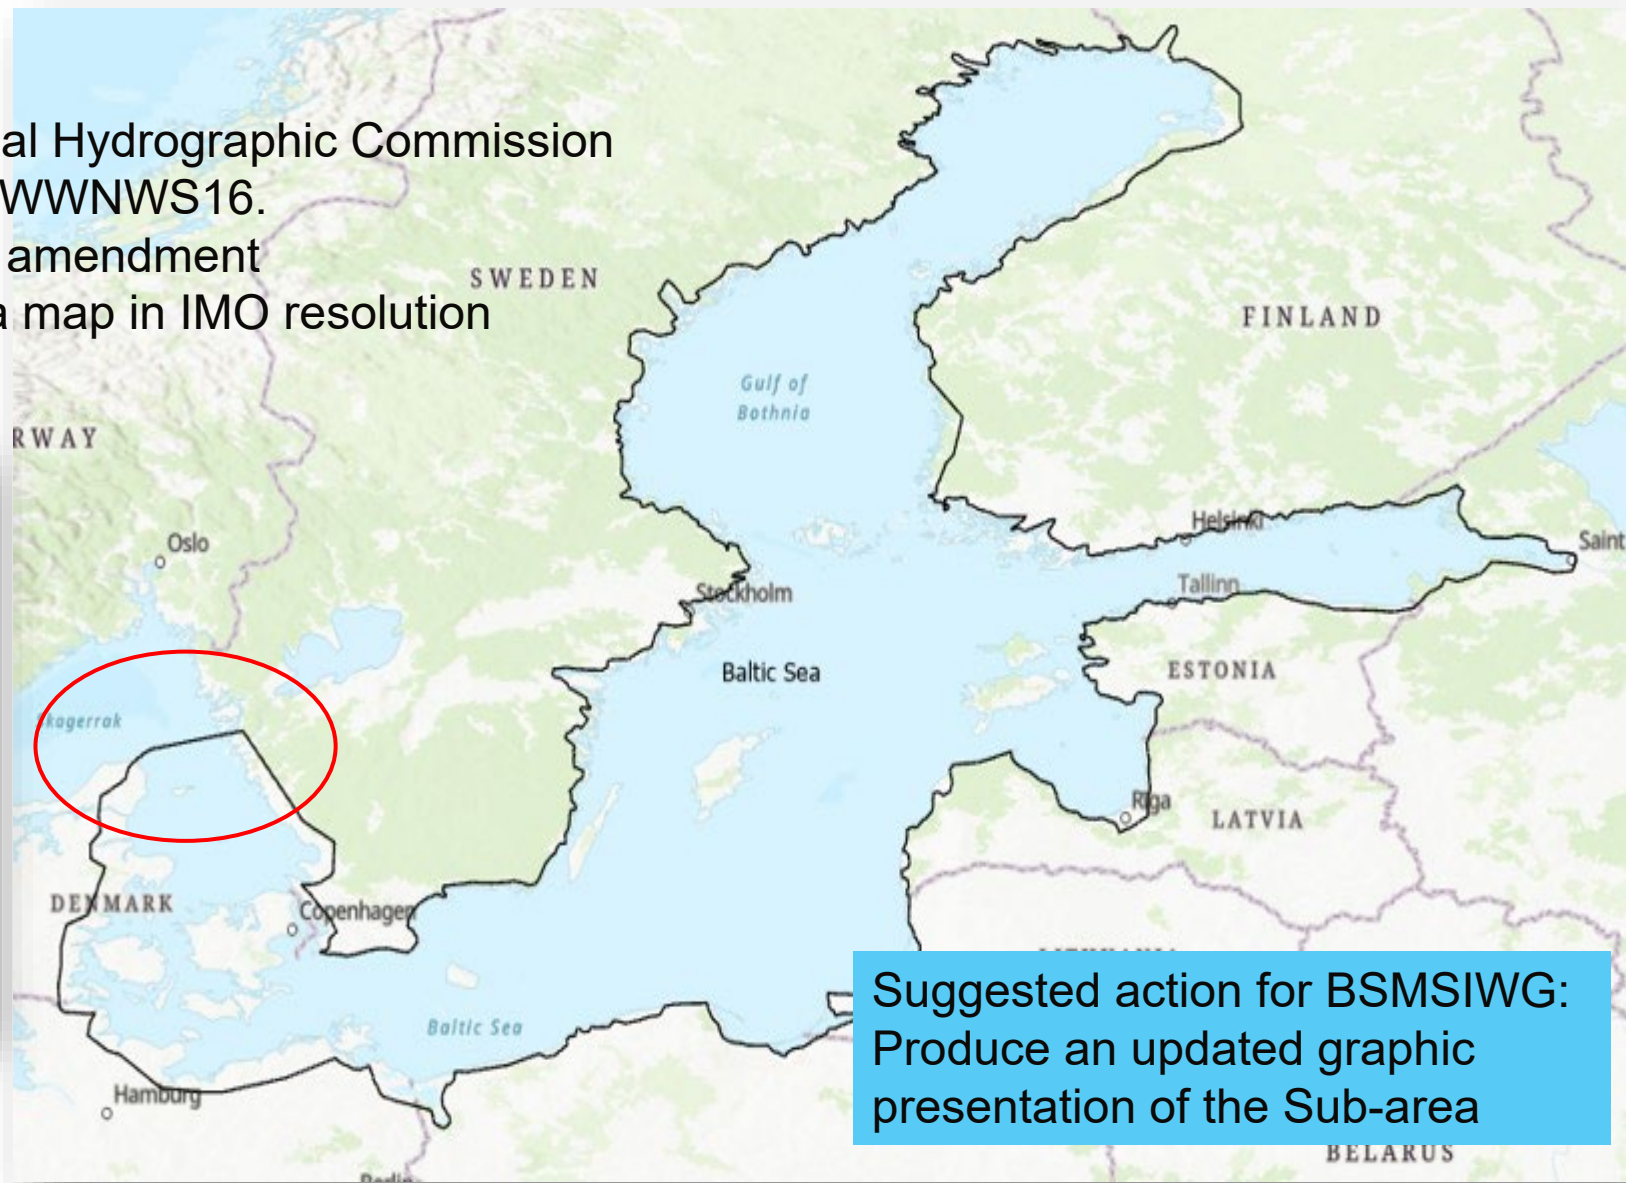 al Hydrographic Commission
WWNWS16.
amendment
a map in IMO resolution
SWEDEN
FINLAND
Gulf of
Bothnia
RWAY
Oslo
Helsinki
Saint
Stockholm
Tallinn
Baltic Sea
ESTONIA
Skagerrak
Rīga
LATVIA
DENMARK
Copenhagen
Baltic Sea
Suggested action for BSMSIWG:
Produce an updated graphic
presentation of the Sub-area
Hamburg
BELARUS